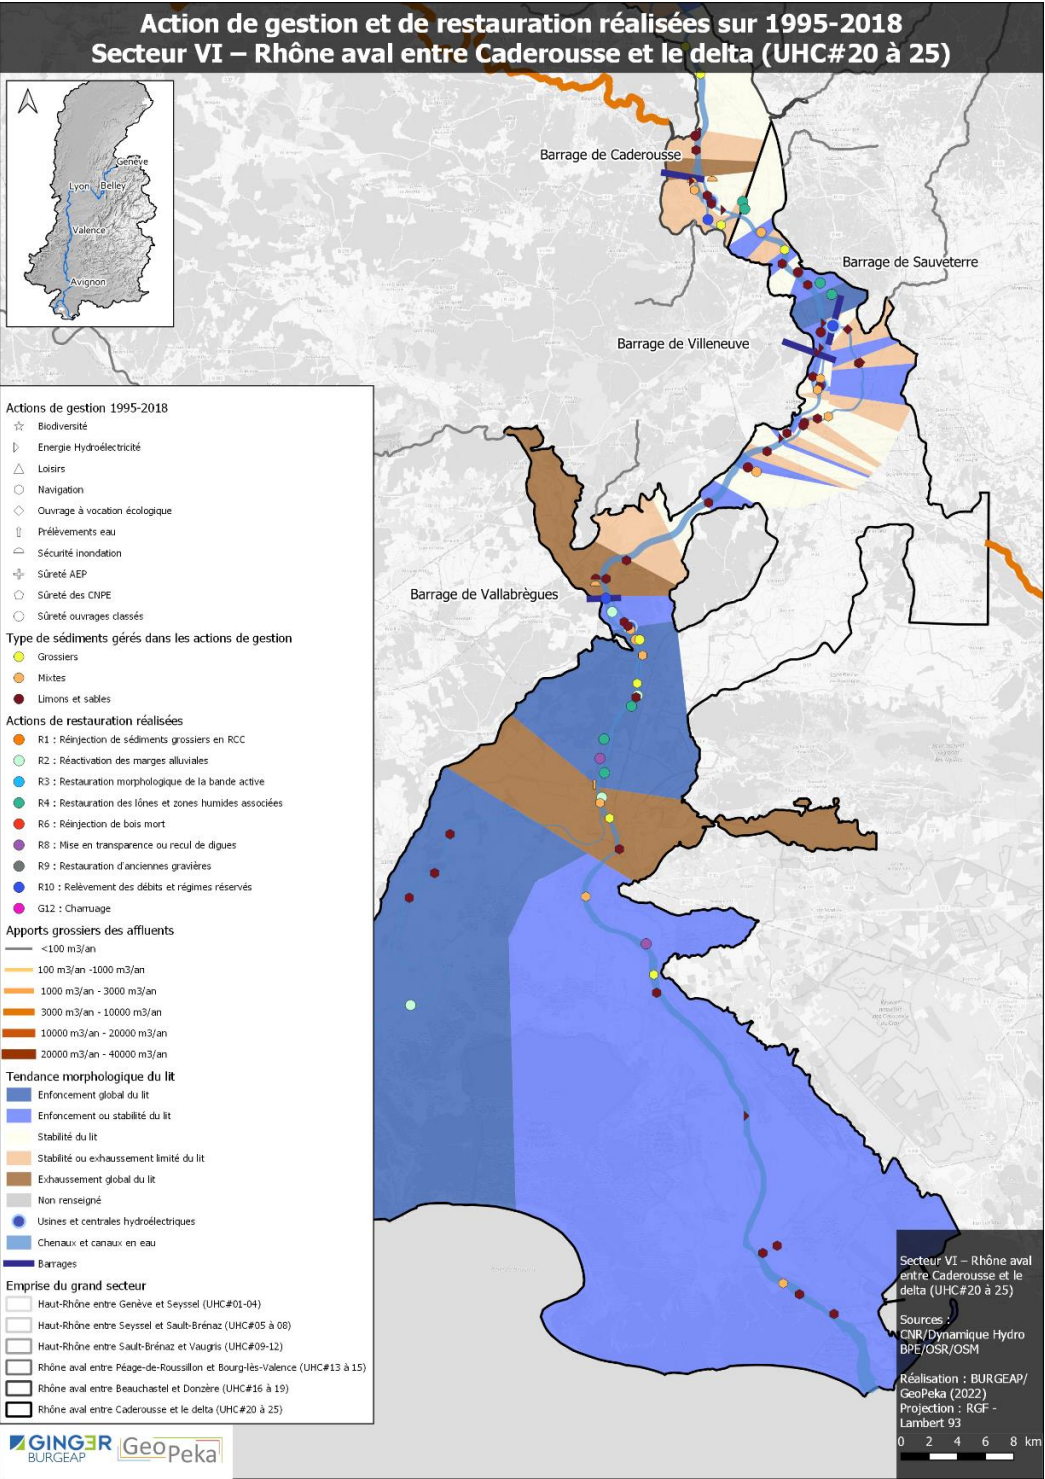 Action de gestion et de restauration réalisées sur 1995-2018
Secteur VI – Rhône aval entre Caderousse et le delta (UHC#20 à 25)
Genève
Lyon
Belley
Valence
Avignon
Barrage de Caderousse
Barrage de Sauveterre
Barrage de Villeneuve
Barrage de Vallabrègues
Actions de gestion 1995-2018
Biodiversité
Energie Hydroélectricité
Loisirs
Navigation
Ouvrage à vocation écologique
Prélèvements eau
Sécurité inondation
Sûreté AEP
Sûreté des CNPE
Sûreté ouvrages classés
Type de sédiments gérés dans les actions de gestion
Grossiers
Mixtes
Limons et sables
Actions de restauration réalisées
R1 : Réinjection de sédiments grossiers en RCC
R2 : Réactivation des marges alluviales
R3 : Restauration morphologique de la bande active
R4 : Restauration des lônes et zones humides associées
R6 : Réinjection de bois mort
R8 : Mise en transparence ou recul de digues
R9 : Restauration d'anciennes gravières
R10 : Relèvement des débits et régimes réservés
G12 : Charruage
Apports grossiers des affluents
<100 m3/an
100 m3/an -1000 m3/an
1000 m3/an - 3000 m3/an
3000 m3/an - 10000 m3/an
10000 m3/an - 20000 m3/an
20000 m3/an - 40000 m3/an
Tendance morphologique du lit
Enfoncement global du lit
Enfoncement ou stabilité du lit
Stabilité du lit
Stabilité ou exhaussement limité du lit
Exhaussement global du lit
Non renseigné
Usines et centrales hydroélectriques
Chenaux et canaux en eau
Barrages
Emprise du grand secteur
Haut-Rhône entre Genève et Seyssel (UHC#01-04)
Haut-Rhône entre Seyssel et Sault-Brénaz (UHC#05 à 08)
Haut-Rhône entre Sault-Brénaz et Vaugris (UHC#09-12)
Rhône aval entre Péage-de-Roussillon et Bourg-lès-Valence (UHC#13 à 15)
Rhône aval entre Beauchastel et Donzère (UHC#16 à 19)
Rhône aval entre Caderousse et le delta (UHC#20 à 25)
GINGER
BURGEAP
GeoPeka
Secteur VI – Rhône aval
entre Caderousse et le
delta (UHC#20 à 25)
Sources :
CNR/Dynamique Hydro
BPE/OSR/OSM
Réalisation : BURGEAP/
GeoPeka (2022)
Projection : RGF -
Lambert 93
0 2 4 6 8 km